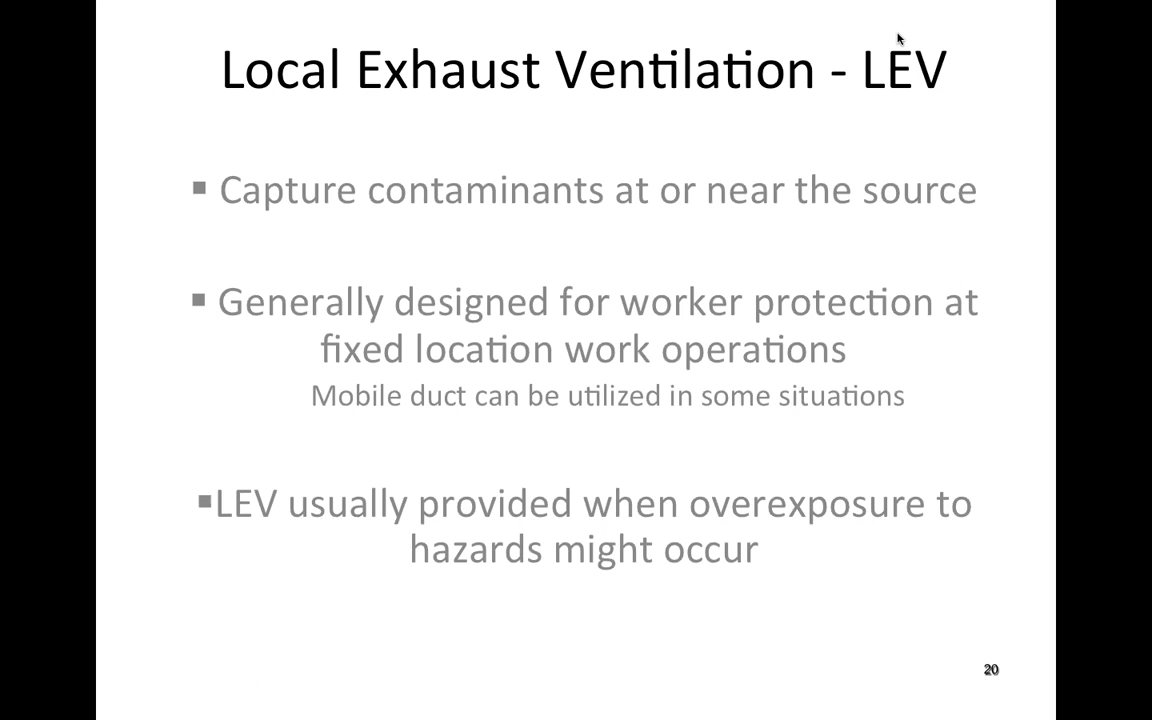 Local Exhaust Ventilation - LEV
▪ Capture contaminants at or near the source
▪ Generally designed for worker protection at
fixed location work operations
Mobile duct can be utilized in some situations
▪LEV usually provided when overexposure to
hazards might occur
20